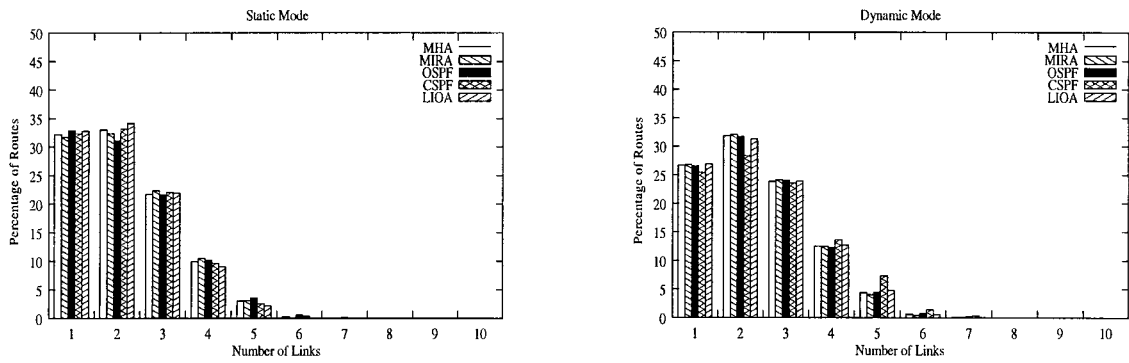 Static Mode
50
45
40
35
30
25
20
15
10
5
0
Percentage of Routes
MHA
MIRA
OSPF
CSPF
LIOA
1 2 3 4 5 6 7 8 9 10
Number of Links
Dynamic Mode
50
45
40
35
30
25
20
15
10
5
0
Percentage of Routes
MHA
MIRA
OSPF
CSPF
LIOA
1 2 3 4 5 6 7 8 9 10
Number of Links